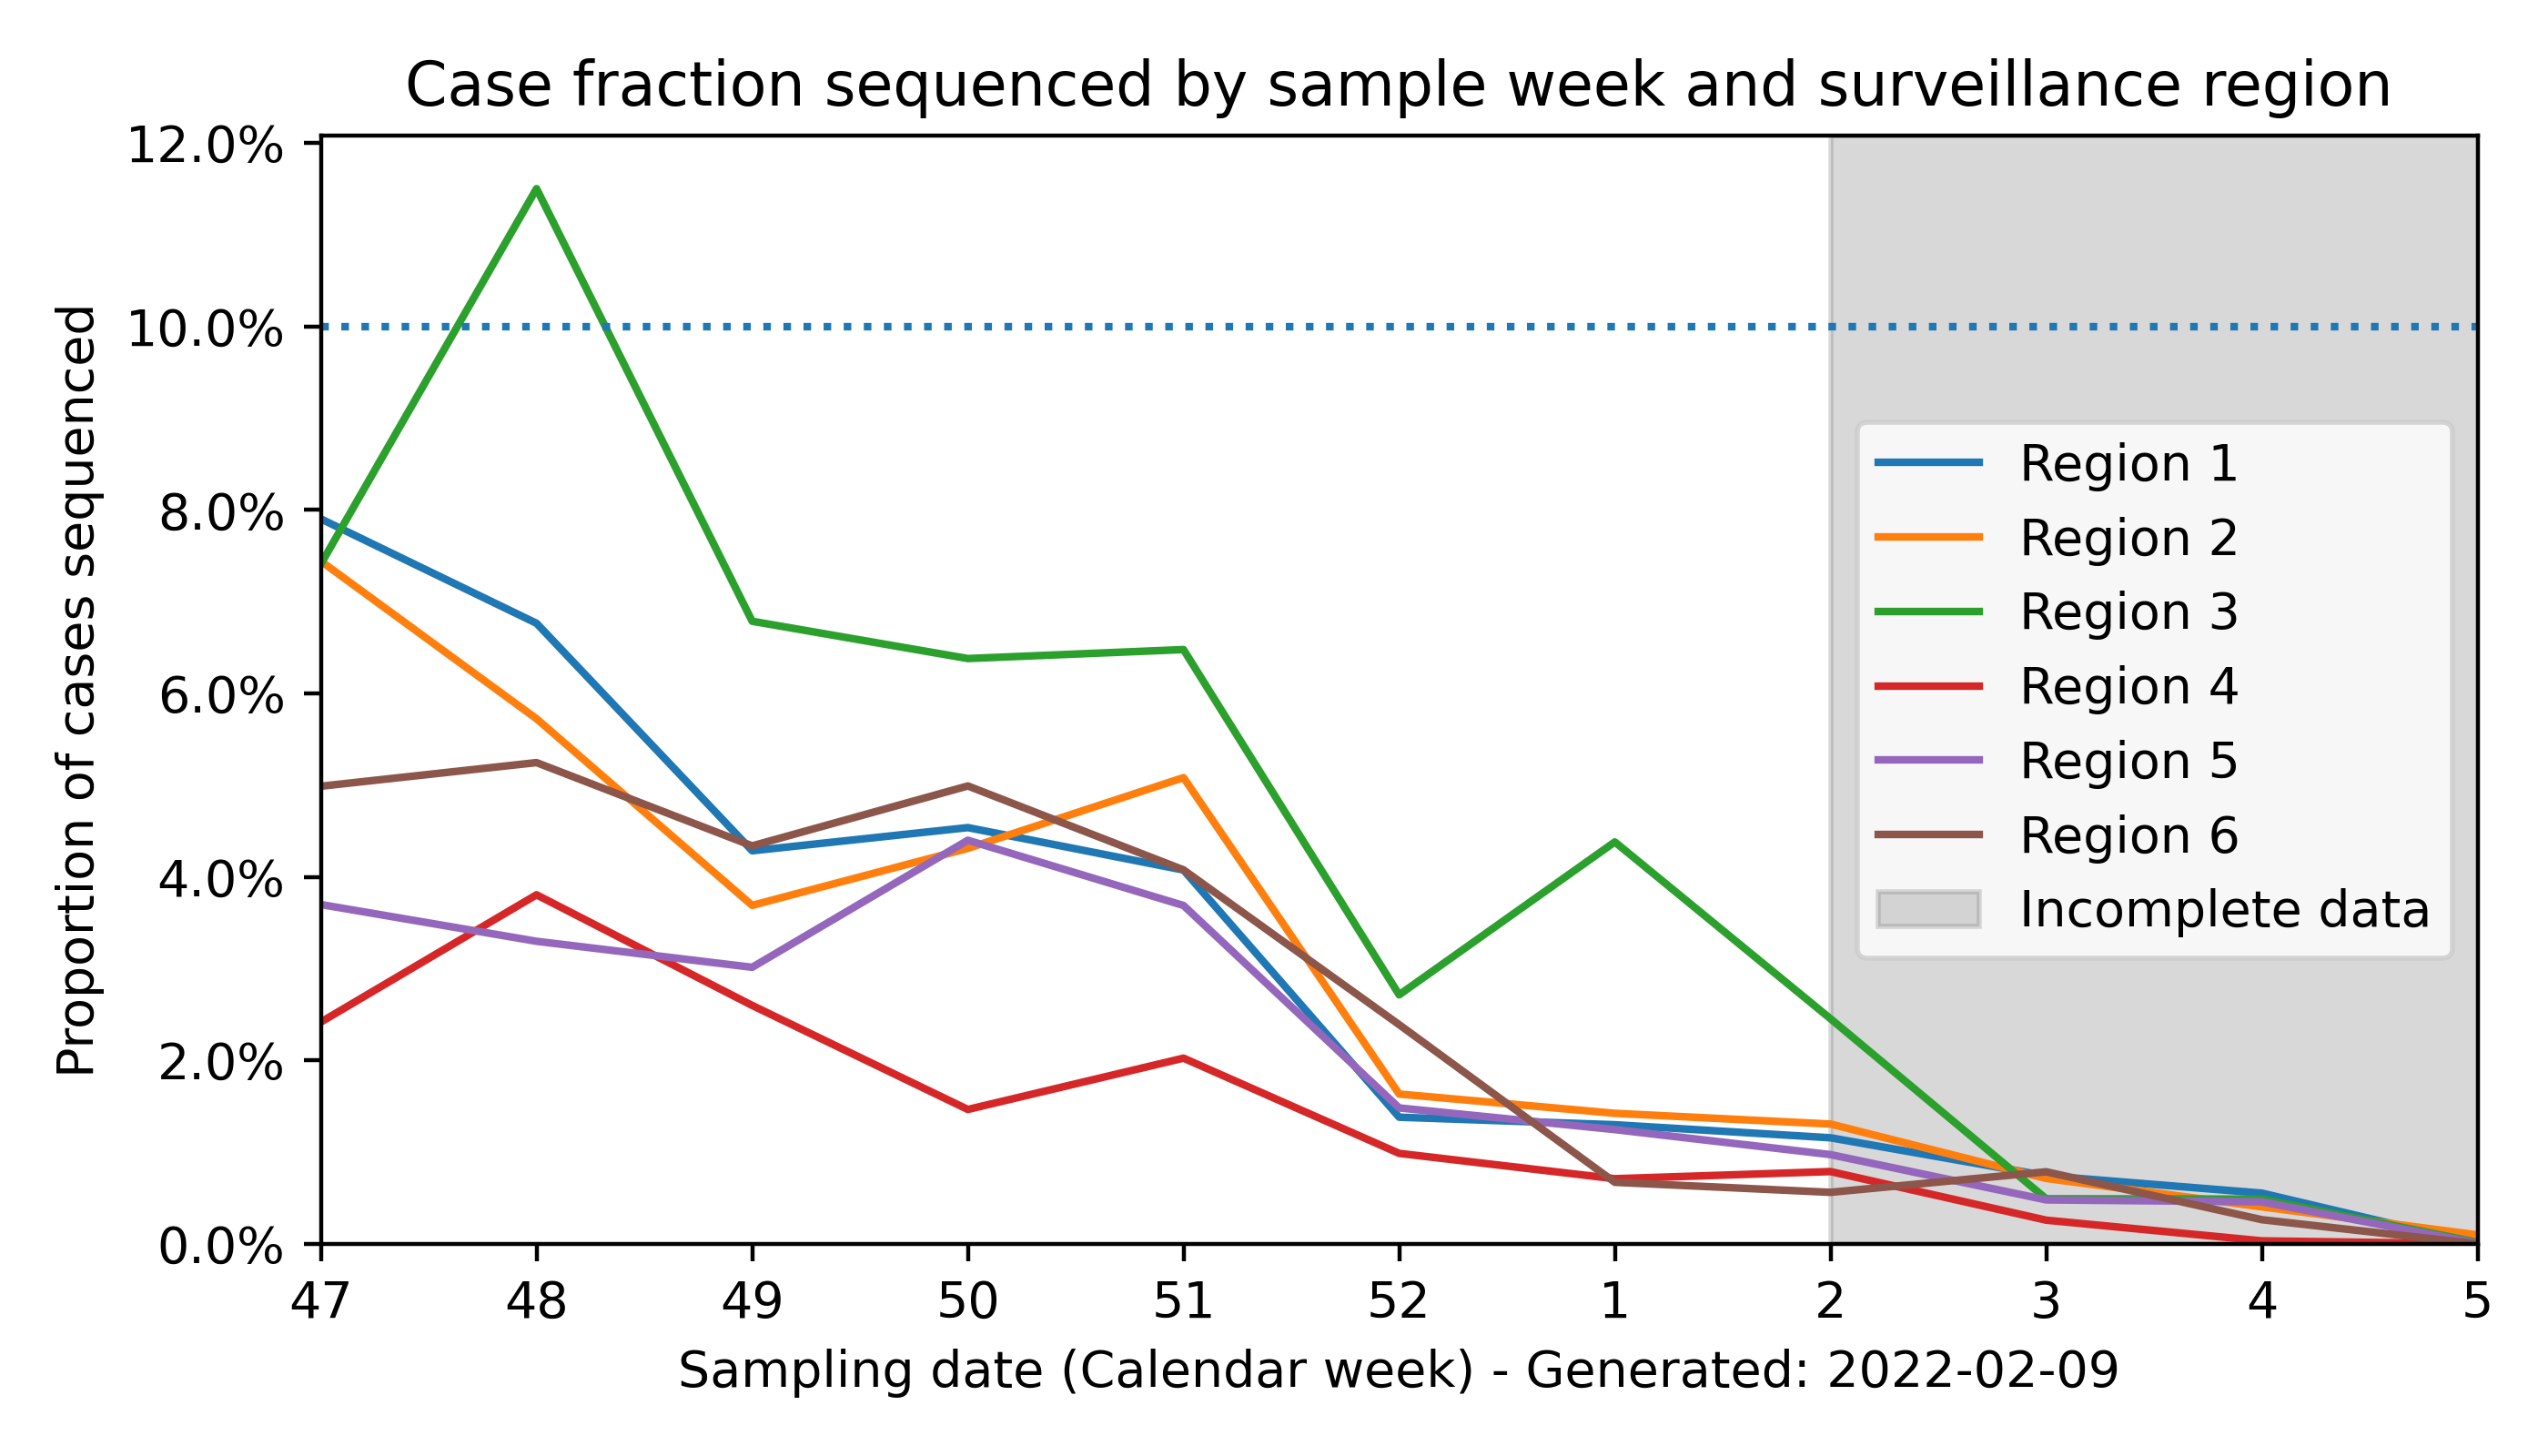 Case fraction sequenced by sample week and surveillance region
12.0%
10.0%
8.0%
6.0%
4.0%
2.0%
0.0%
Proportion of cases sequenced
Region 1
Region 2
Region 3
Region 4
Region 5
Region 6
Incomplete data
47 48 49 50 51 52 1 2 3 4 5
Sampling date (Calendar week) - Generated: 2022-02-09